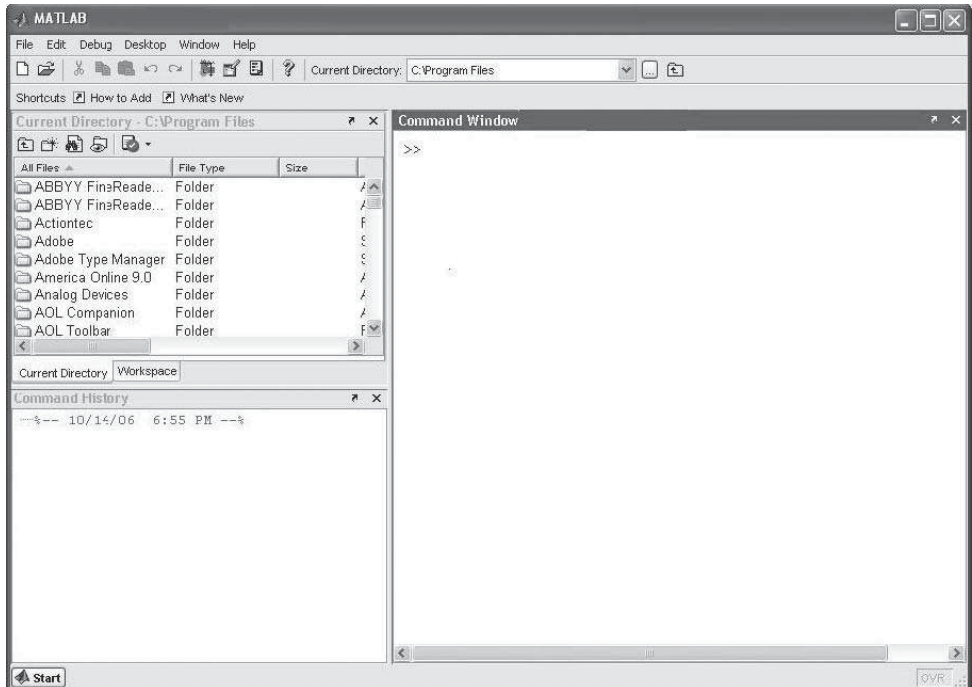 MATLAB
File Edit Debug Desktop Window Help
Current Directory: C:\Program Files
Shortcuts How to Add What's New
Current Directory - C:\Program Files
All Files File Type Size
ABBYY FineReade... Folder
ABBYY FineReade... Folder
Actiontec Folder
Adobe Folder
Adobe Type Manager Folder
America Online 9.0 Folder
Analog Devices Folder
AOL Companion Folder
AOL Toolbar Folder
Current Directory Workspace
Command History
%-- 10/14/06 6:55 PM --%
Command Window
>>
Start
OVR